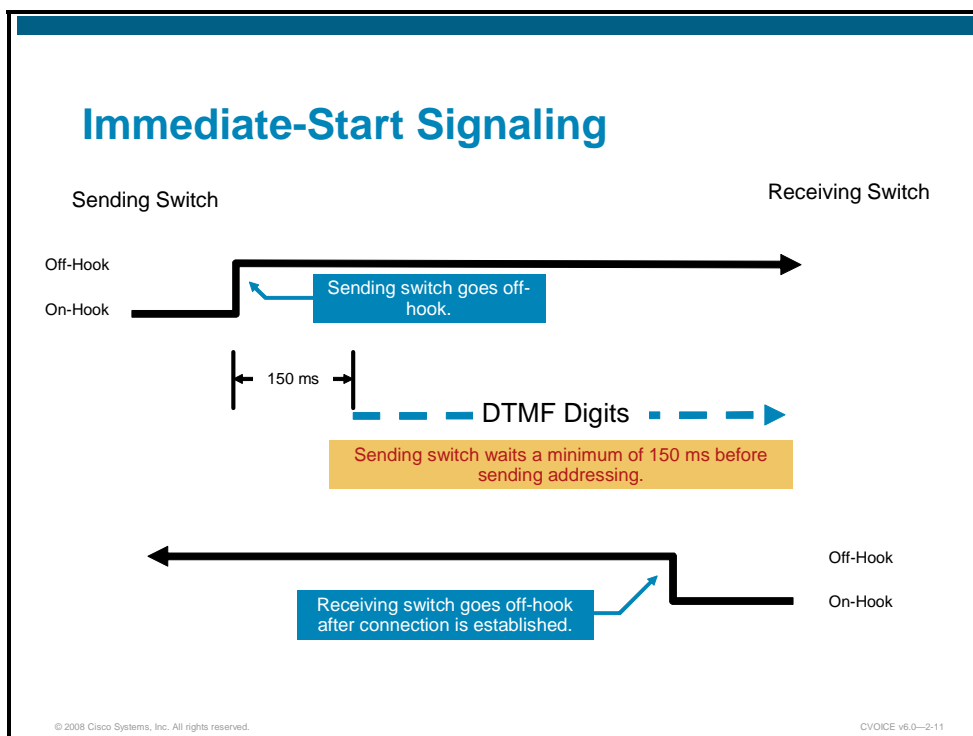 Immediate-Start Signaling
Sending Switch
Receiving Switch
Off-Hook
On-Hook
Sending switch goes off-
hook.
150 ms
DTMF Digits
Sending switch waits a minimum of 150 ms before
sending addressing.
Off-Hook
On-Hook
Receiving switch goes off-hook
after connection is established.
© 2008 Cisco Systems, Inc. All rights reserved.
CVOICE v6.0—2-11